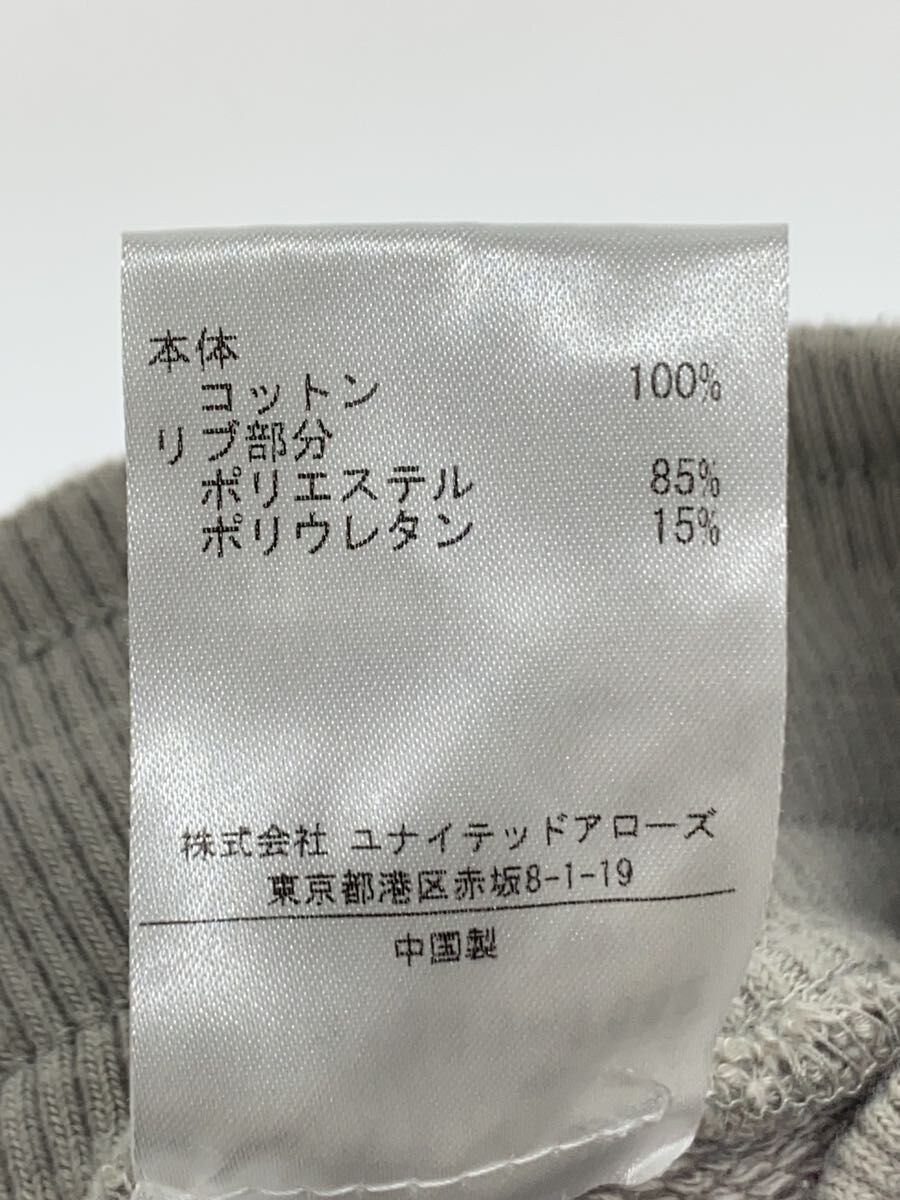 本体
コットン 100%
リブ部分
ポリエステル 85%
ポリウレタン 15%
株式会社 ユナイテッドアローズ
東京都港区赤坂8-1-19
中国製